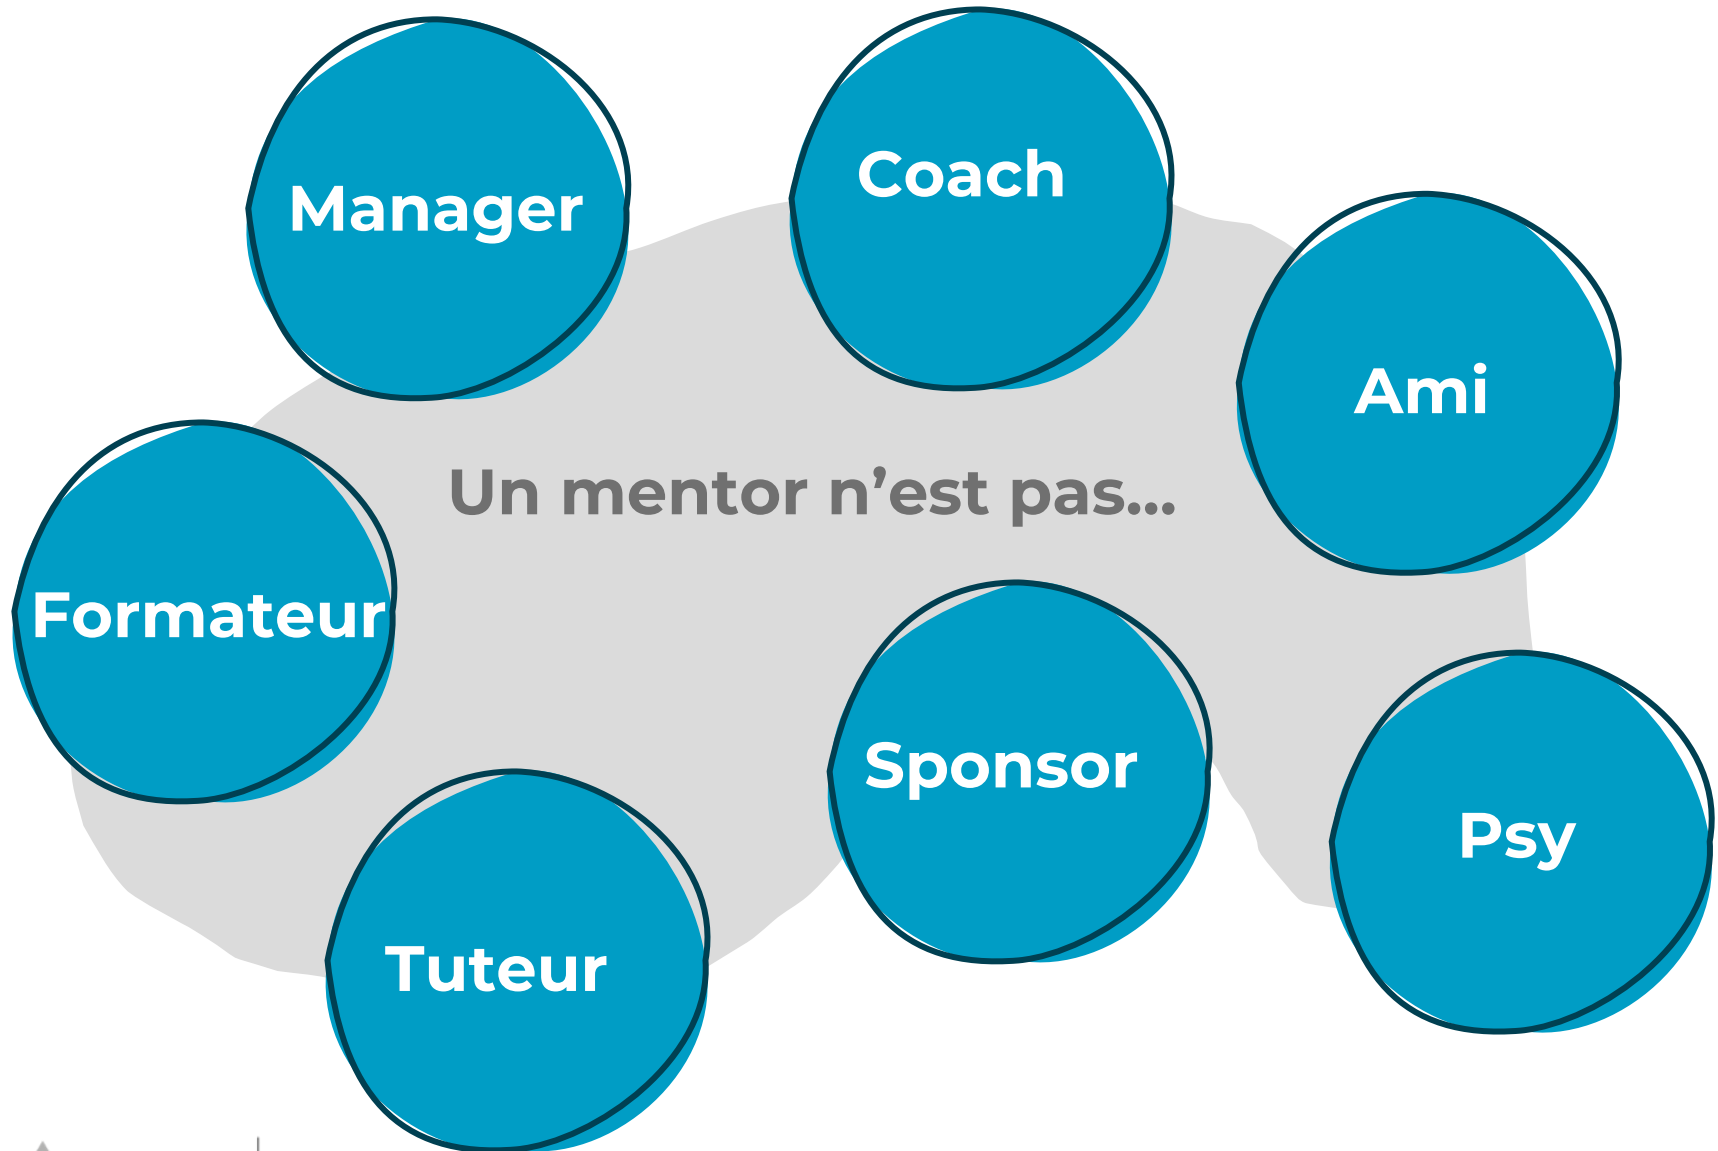 Manager
Coach
Ami
Un mentor n’est pas...
Formateur
Sponsor
Psy
Tuteur